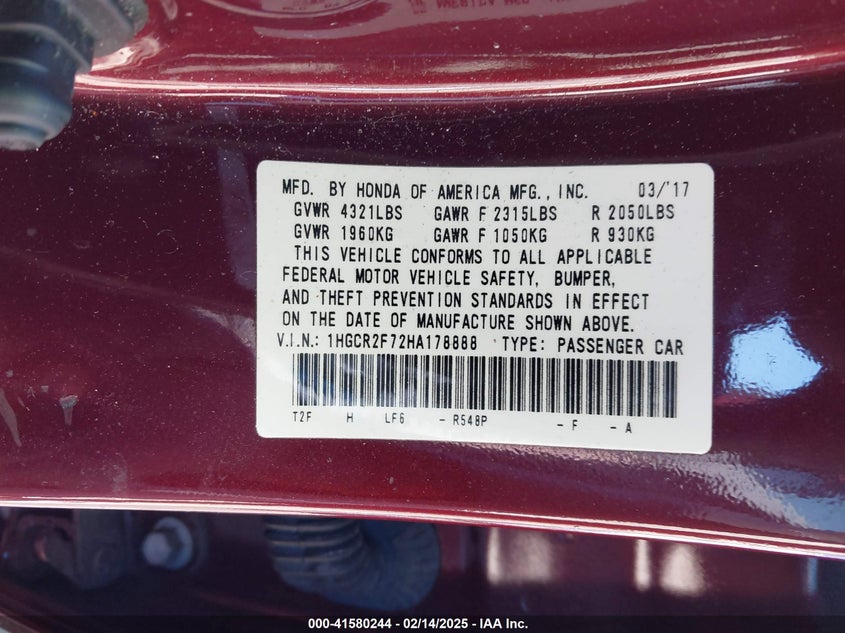 MFD. BY HONDA OF AMERICA MFG., INC. 03/'17
GVWR 4321LBS GAWR F 2315LBS R 2050LBS
GVWR 1960KG GAWR F 1050KG R 930KG
THIS VEHICLE CONFORMS TO ALL APPLICABLE
FEDERAL MOTOR VEHICLE SAFETY, BUMPER,
AND THEFT PREVENTION STANDARDS IN EFFECT
ON THE DATE OF MANUFACTURE SHOWN ABOVE.
V.I.N.: 1HGCR2F72HA178888 TYPE: PASSENGER CAR
T2F H LF6 - R548P - F - A
000-41580244 - 02/14/2025 - IAA Inc.